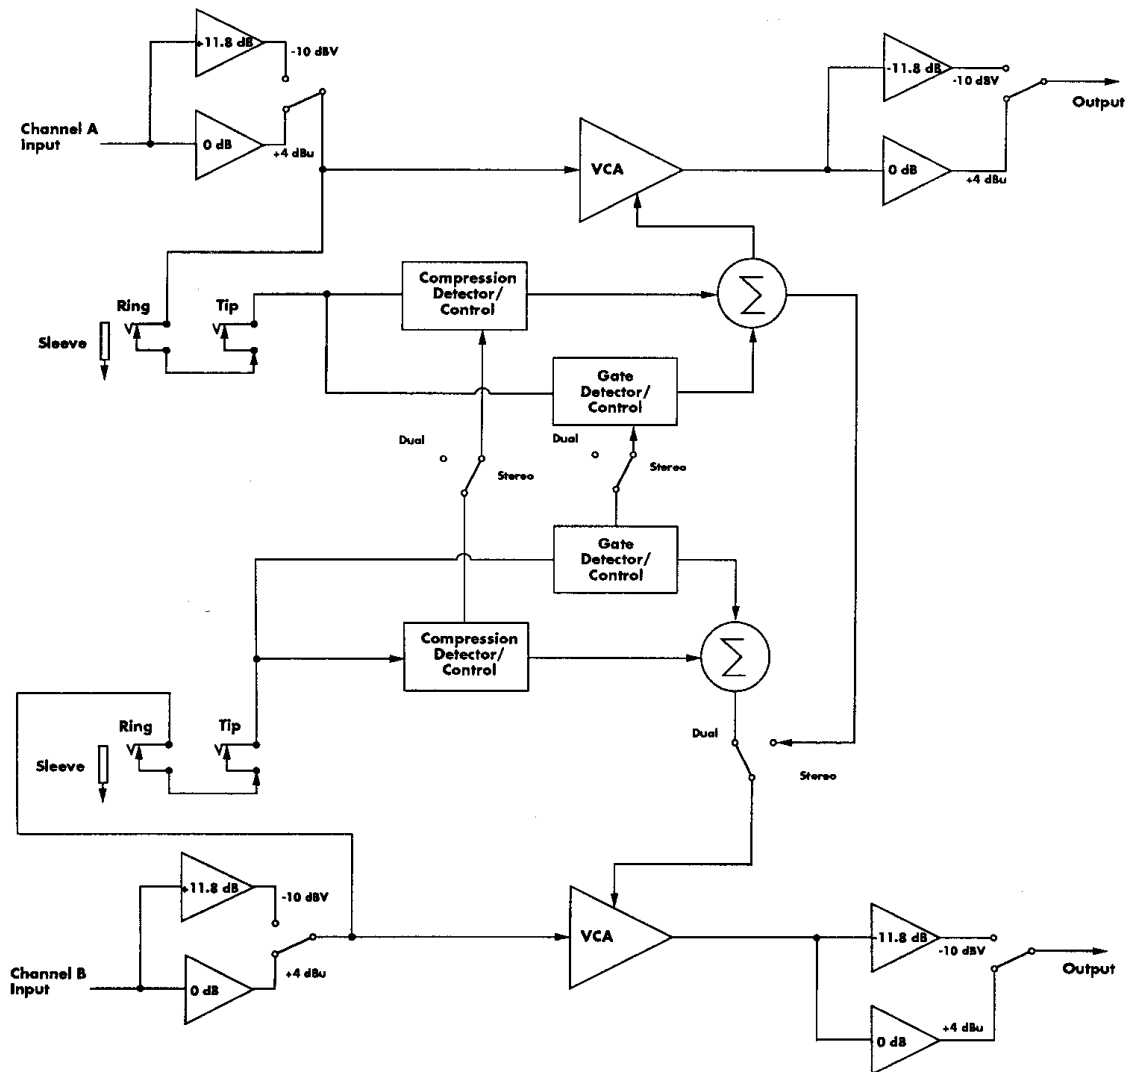 +11.8 dB
-10 dBV
Channel A
Input
0 dB
+4 dBu
VCA
-11.8 dB
-10 dBV
Output
0 dB
+4 dBu
Ring
Tip
Sleeve
Compression
Detector/
Control
Σ
Gate
Detector/
Control
Dual
Stereo
Dual
Stereo
Gate
Detector/
Control
Compression
Detector/
Control
Σ
Ring
Tip
Sleeve
Dual
Stereo
+11.8 dB
-10 dBV
Channel B
Input
0 dB
+4 dBu
VCA
-11.8 dB
-10 dBV
Output
0 dB
+4 dBu